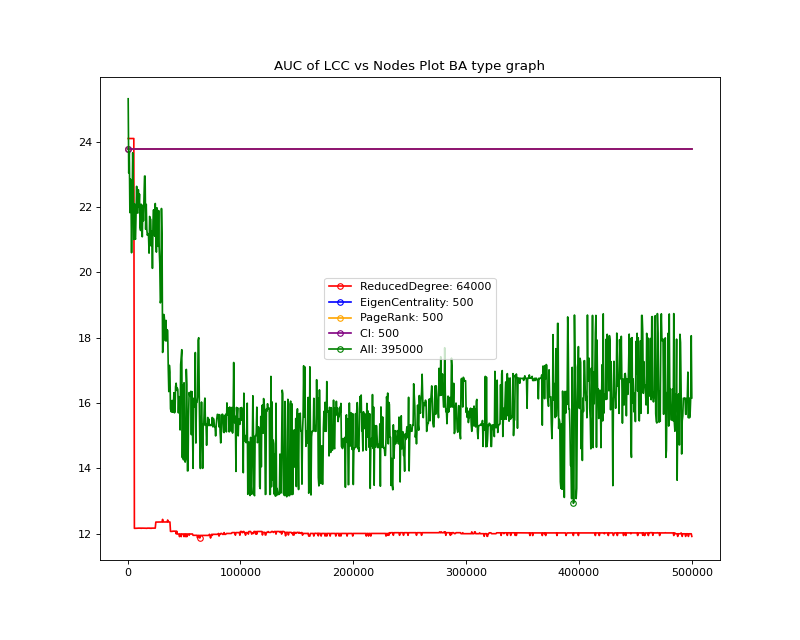 AUC of LCC vs Nodes Plot BA type graph
24
22
20
18
16
14
12
ReducedDegree: 64000
EigenCentrality: 500
PageRank: 500
CI: 500
All: 395000
0
100000
200000
300000
400000
500000